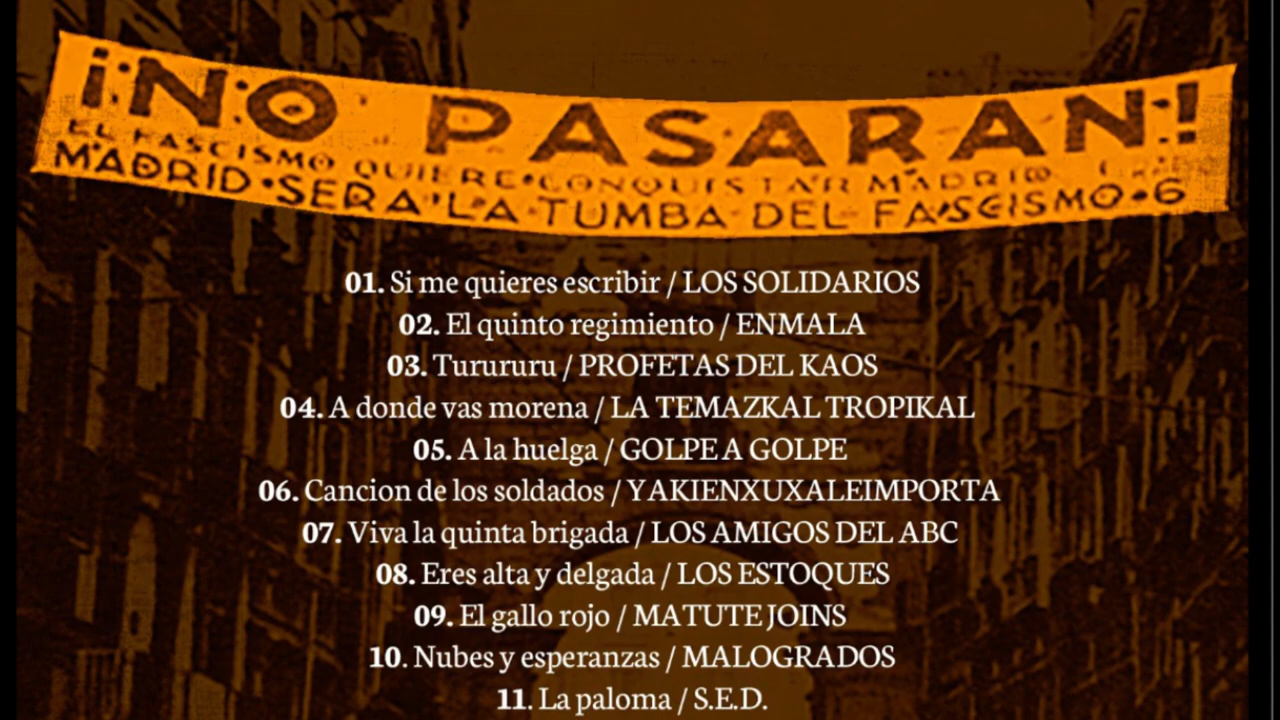 ¡NO PASARAN!
EL FASCISMO QUIERE CONQUISTAR MADRID
MADRID SERA LA TUMBA DEL FASCISMO
01. Si me quieres escribir / LOS SOLIDARIOS
02. El quinto regimiento / ENMALA
03. Turururu / PROFETAS DEL KAOS
04. A donde vas morena / LA TEMAZKAL TROPIKAL
05. A la huelga / GOLPE A GOLPE
06. Cancion de los soldados / YAKIENXUXALEIMPORTA
07. Viva la quinta brigada / LOS AMIGOS DEL ABC
08. Eres alta y delgada / LOS ESTOQUES
09. El gallo rojo / MATUTE JOINS
10. Nubes y esperanzas / MALOGRADOS
11. La paloma / S.E.D.